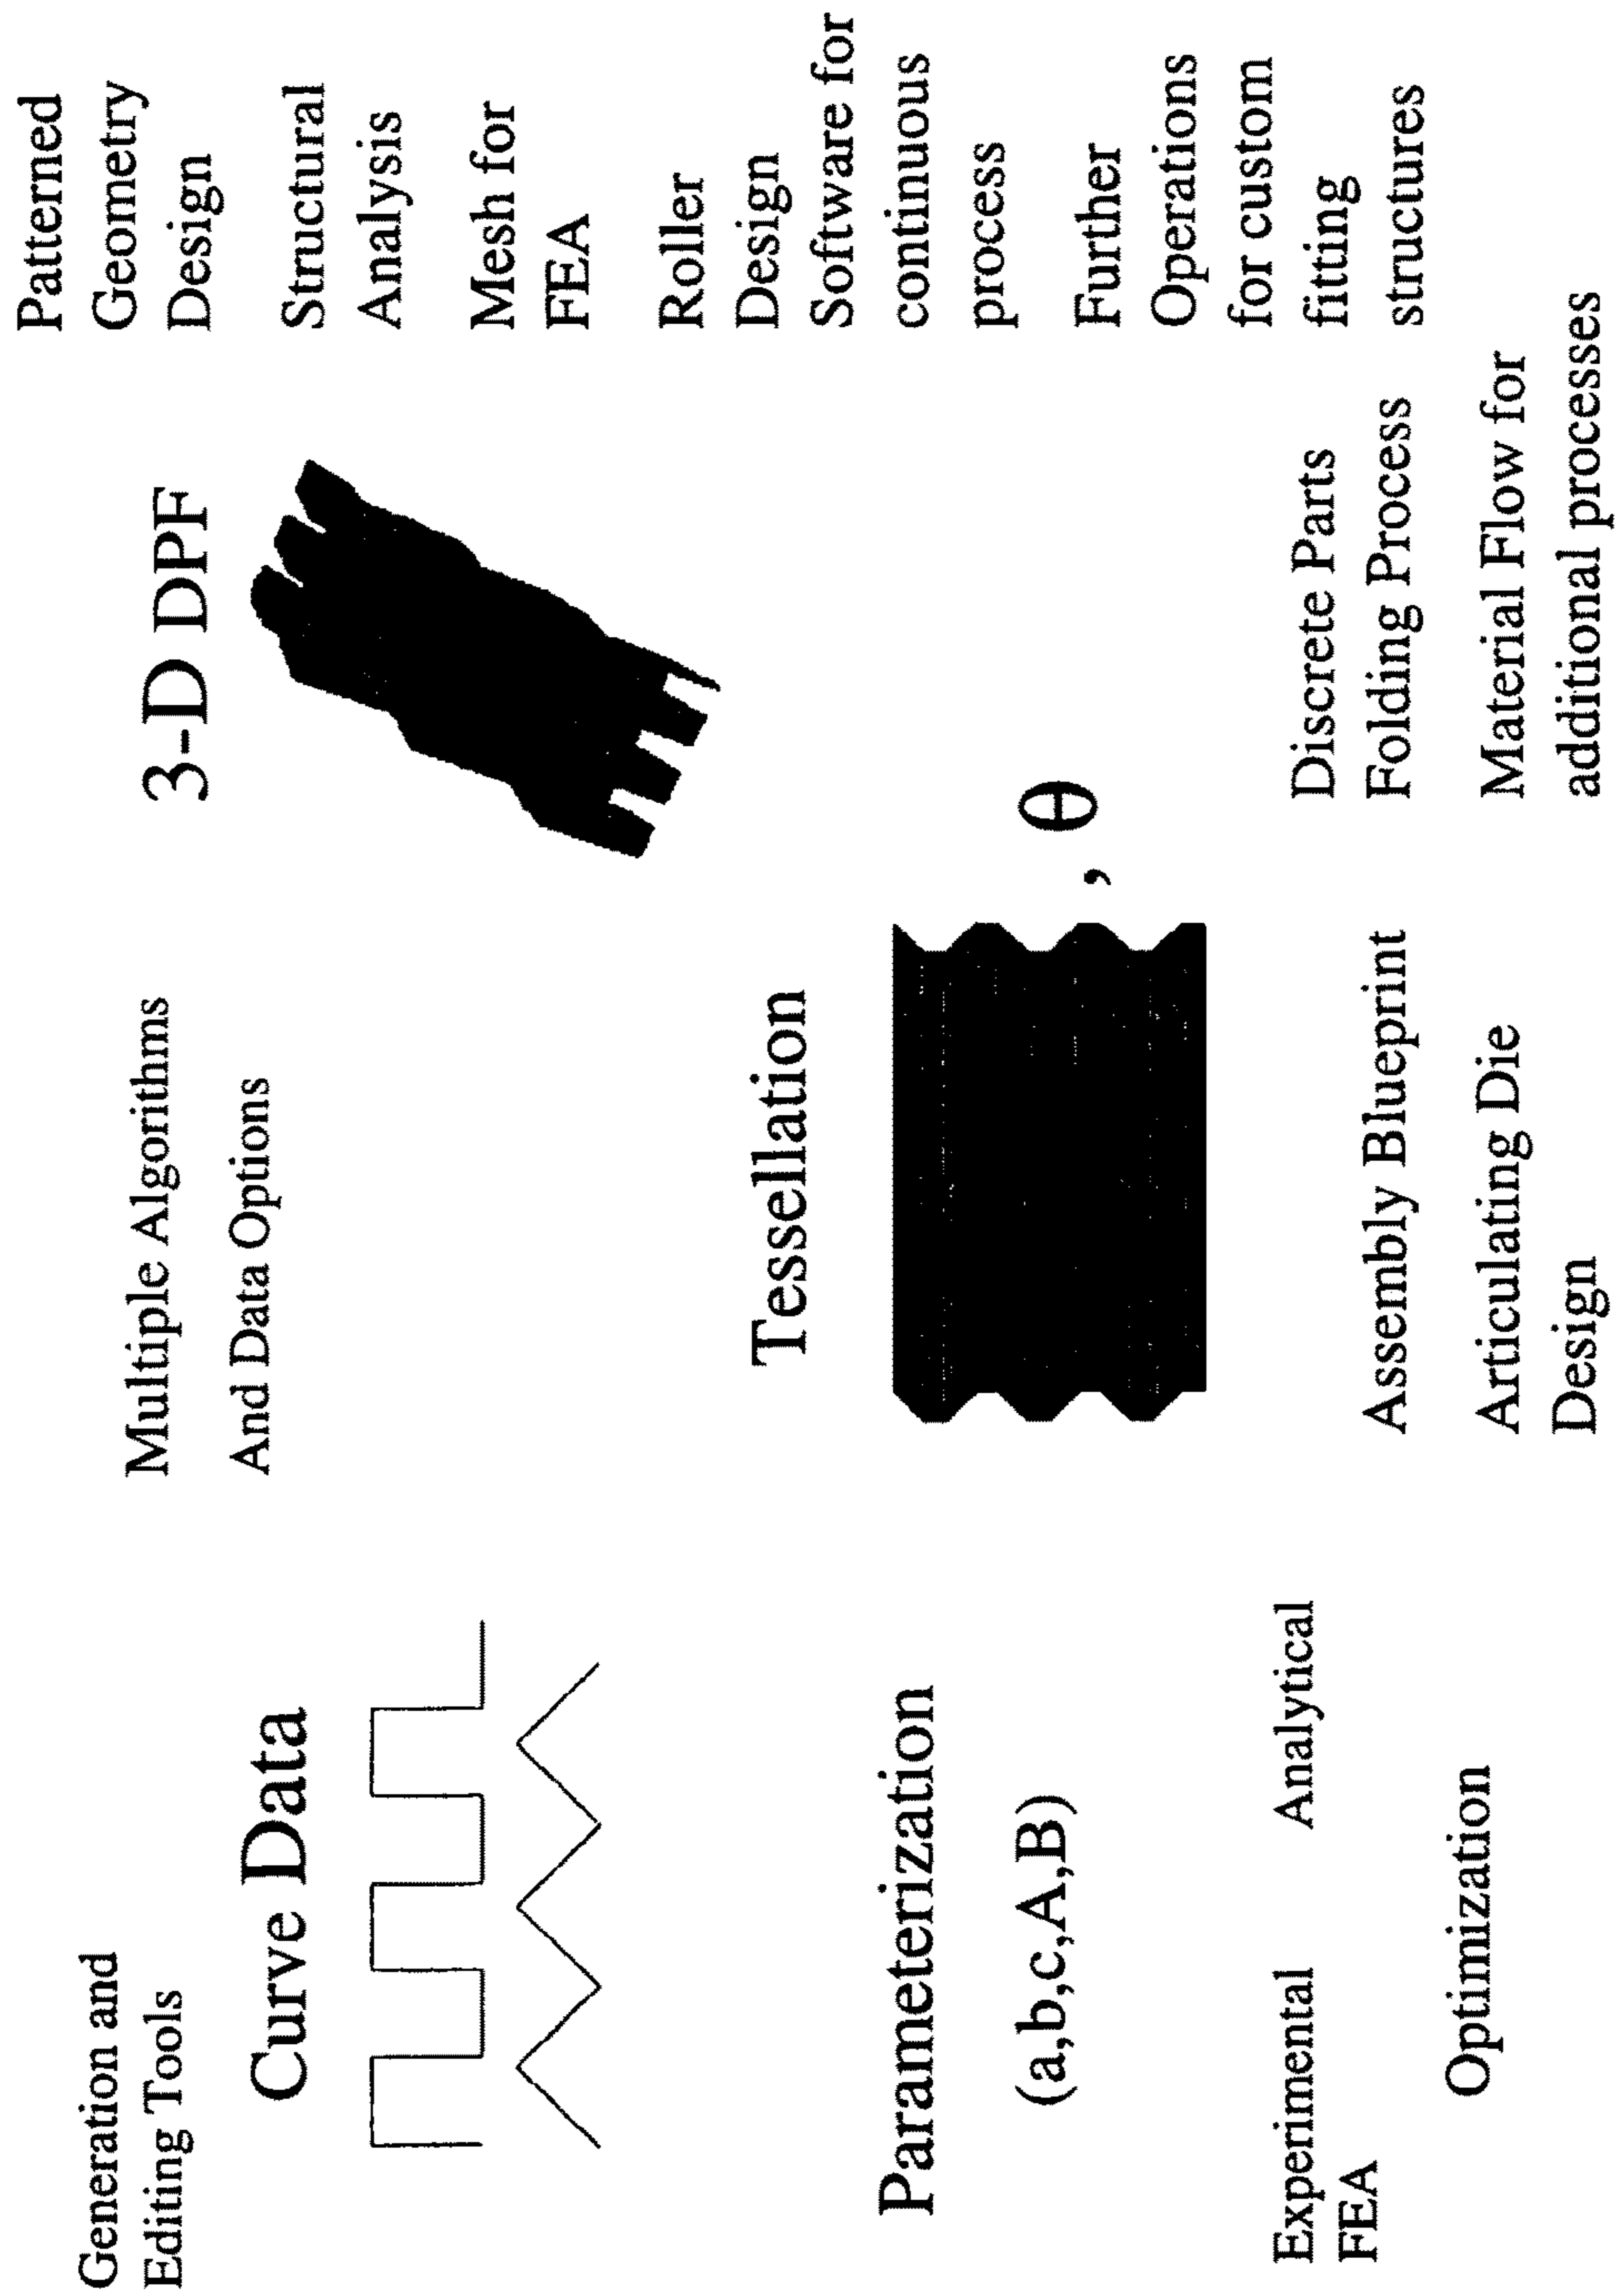 Generation and
Editing Tools
Curve Data
Multiple Algorithms
And Data Options
3-D DPF
Patterned
Geometry
Design
Structural
Analysis
Mesh for
FEA
Roller
Design
Software for
continuous
process
Further
Operations
for custom
fitting
structures
Parameterization
(a,b,c,A,B)
Tessellation
, θ
Experimental
FEA
Analytical
Optimization
Assembly Blueprint
Articulating Die
Design
Discrete Parts
Folding Process
Material Flow for
additional processes